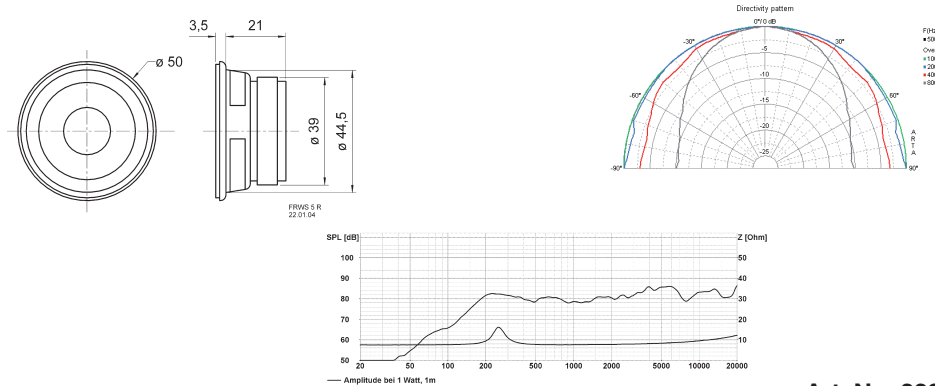 3,5
21
ø 50
ø 39
ø 44,5
FRWS 5 R
22.01.04
Directivity pattern
0°/0 dB
-30° 30°
-60° 60°
-90° 90°
-5
-10
-15
-20
-25
A
R
T
A
SPL [dB] Z [Ohm]
100 50
90 40
80 30
70 20
60 10
50
20 50 100 200 500 1000 2000 5000 10000 20000
Amplitude bei 1 Watt, 1m